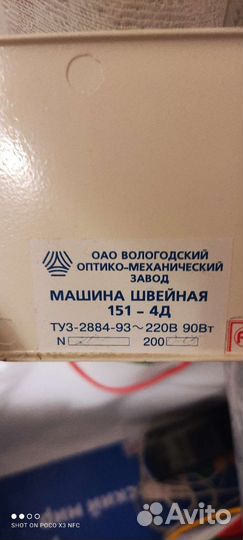 ОАО ВОЛОГОДСКИЙ
ОПТИКО-МЕХАНИЧЕСКИЙ
ЗАВОД
МАШИНА ШВЕЙНАЯ
151 - 4Д
ТУ3-2884-93 ~ 220В 90Вт
N 200
SHOT ON POCO X3 NFC
Avito